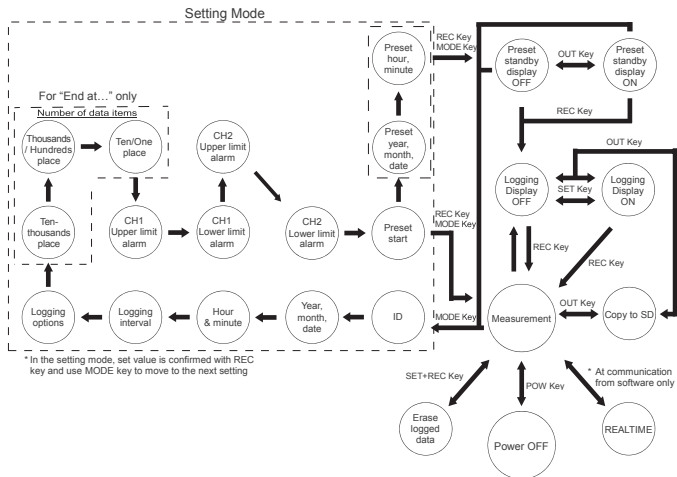 Setting Mode
For “End at…” only
Number of data items
Thousands
/ Hundreds
place
Ten/One
place
CH2
Upper limit
alarm
Preset
hour,
minute
Preset
year,
month,
date
Ten-
thousands
place
CH1
Upper limit
alarm
CH1
Lower limit
alarm
CH2
Lower limit
alarm
Preset
start
Logging
options
Logging
interval
Hour
& minute
Year,
month,
date
ID
* In the setting mode, set value is confirmed with REC
key and use MODE key to move to the next setting
REC Key
MODE Key
Preset
standby
display
OFF
OUT Key
Preset
standby
display
ON
REC Key
OUT Key
Logging
Display
OFF
SET Key
Logging
Display
ON
REC Key
MODE Key
REC Key
REC Key
MODE Key
Measurement
OUT Key
Copy to SD
SET+REC Key
POW Key
* At communication
from software only
Erase
logged
data
Power OFF
REALTIME